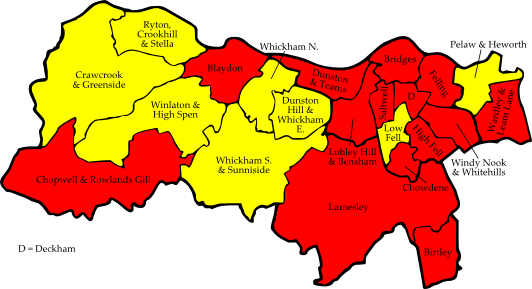 Ryton,
Crookhill
& Stella
Whickham N.
Pelaw & Heworth
Crawcrook
& Greenside
Blaydon
Bridges
Dunston
& Teams
Felling
Saltwell
D
Wardley &
Leam Lane
Winlaton &
High Spen
Dunston
Hill &
Whickham
E.
Low
Fell
High Fell
Lobley Hill
& Bensham
Windy Nook
& Whitehills
Whickham S.
& Sunniside
Chopwell & Rowlands Gill
Chowdene
Lamesley
Birtley
D = Deckham